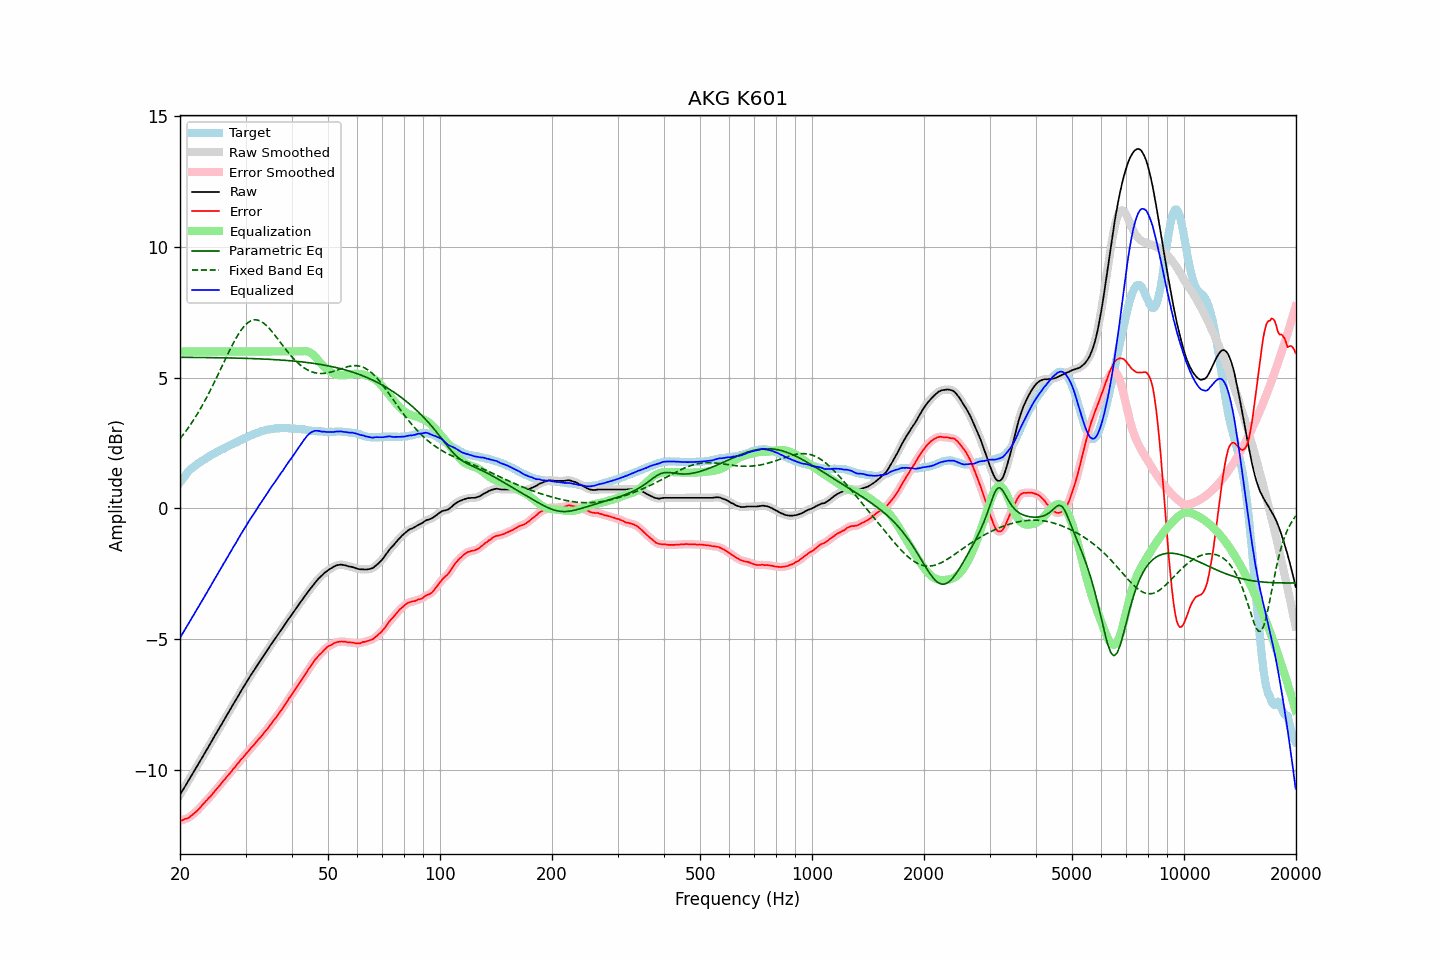 AKG K601
Amplitude (dBr)
15
10
5
0
−5
−10
Target
Raw Smoothed
Error Smoothed
Raw
Error
Equalization
Parametric Eq
Fixed Band Eq
Equalized
20 50 100 200 500 1000 2000 5000 10000 20000
Frequency (Hz)